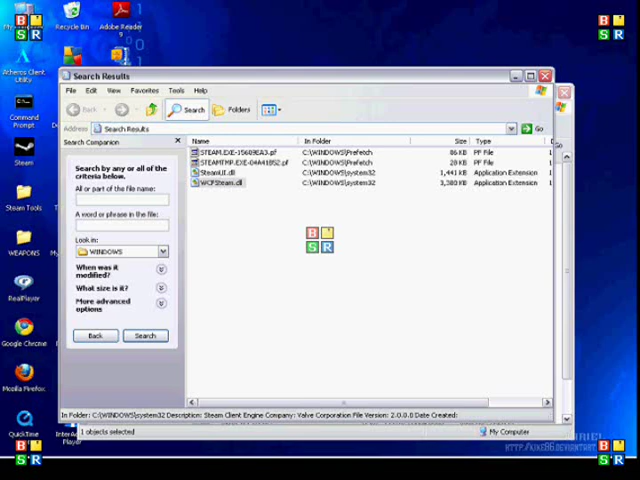 Recycle Bin
Adobe Reader
9
Atheros Client
Utility
Command
Prompt
Steam
Steam Tools
WEAPONS
RealPlayer
Google Chrome
Mozilla Firefox
QuickTime
Player
Search Results
File Edit View Favorites Tools Help
Back Search Folders
Address Search Results Go
Search Companion
Search by any or all of the
criteria below.
All or part of the file name:
A word or phrase in the file:
Look in:
WINDOWS
When was it
modified?
What size is it?
More advanced
options
Back Search
Name In Folder Size Type
STEAM.EXE-15609EA3.pf C:\WINDOWS\Prefetch 86 KB PF File
STEAMTMP.EXE-04A41B52.pf C:\WINDOWS\Prefetch 28 KB PF File
SteamUI.dll C:\WINDOWS\system32 1,441 KB Application Extension
WCFSteam.dll C:\WINDOWS\system32 3,380 KB Application Extension
In Folder: C:\WINDOWS\system32 Description: Steam Client Engine Company: Valve Corporation File Version: 2.0.0.0 Date Created:
1 objects selected My Computer
B
S R
B
S R
B
S R
B
S R
B
S R